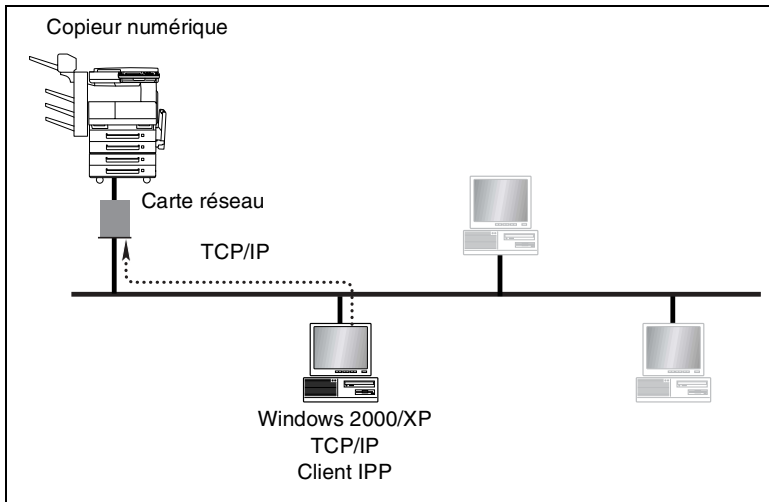 Copieur numérique
Carte réseau
TCP/IP
Windows 2000/XP
TCP/IP
Client IPP